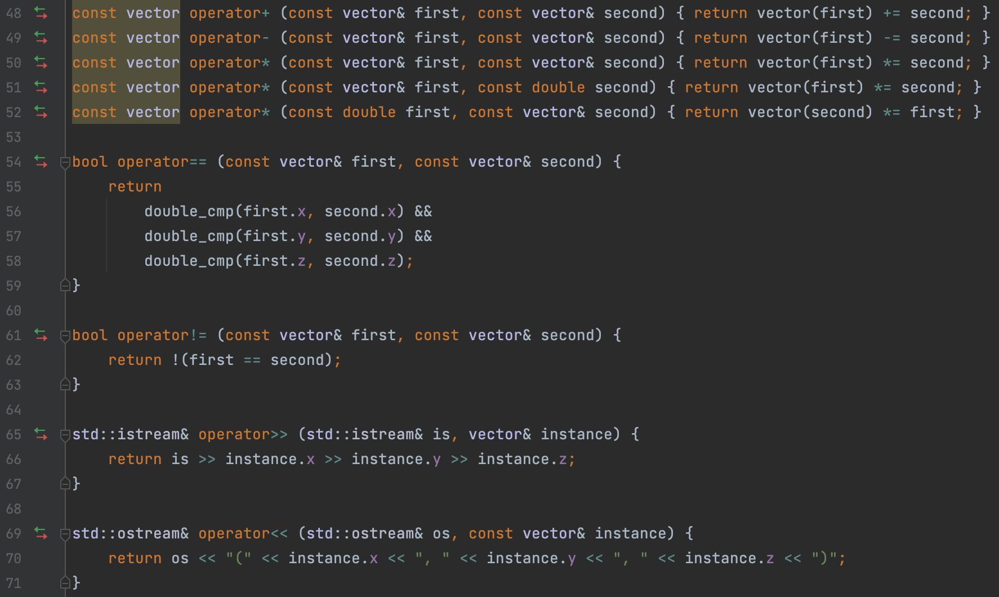 48 const vector operator+ (const vector& first, const vector& second) { return vector(first) += second; }
49 const vector operator- (const vector& first, const vector& second) { return vector(first) -= second; }
50 const vector operator* (const vector& first, const vector& second) { return vector(first) *= second; }
51 const vector operator* (const vector& first, const double second) { return vector(first) *= second; }
52 const vector operator* (const double first, const vector& second) { return vector(second) *= first; }
53
54 bool operator== (const vector& first, const vector& second) {
55     return
56         double_cmp(first.x, second.x) &&
57         double_cmp(first.y, second.y) &&
58         double_cmp(first.z, second.z);
59 }
60
61 bool operator!= (const vector& first, const vector& second) {
62     return !(first == second);
63 }
64
65 std::istream& operator>> (std::istream& is, vector& instance) {
66     return is >> instance.x >> instance.y >> instance.z;
67 }
68
69 std::ostream& operator<< (std::ostream& os, const vector& instance) {
70     return os << "(" << instance.x << ", " << instance.y << ", " << instance.z << ")";
71 }